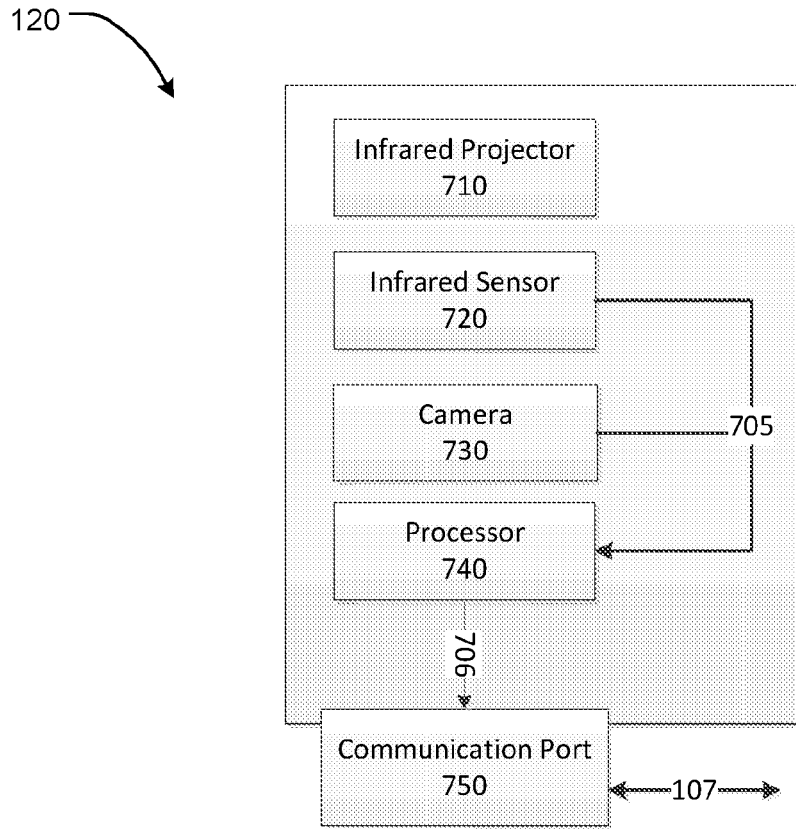 120
Infrared Projector
710
Infrared Sensor
720
Camera
730
705
Processor
740
706
Communication Port
750
107